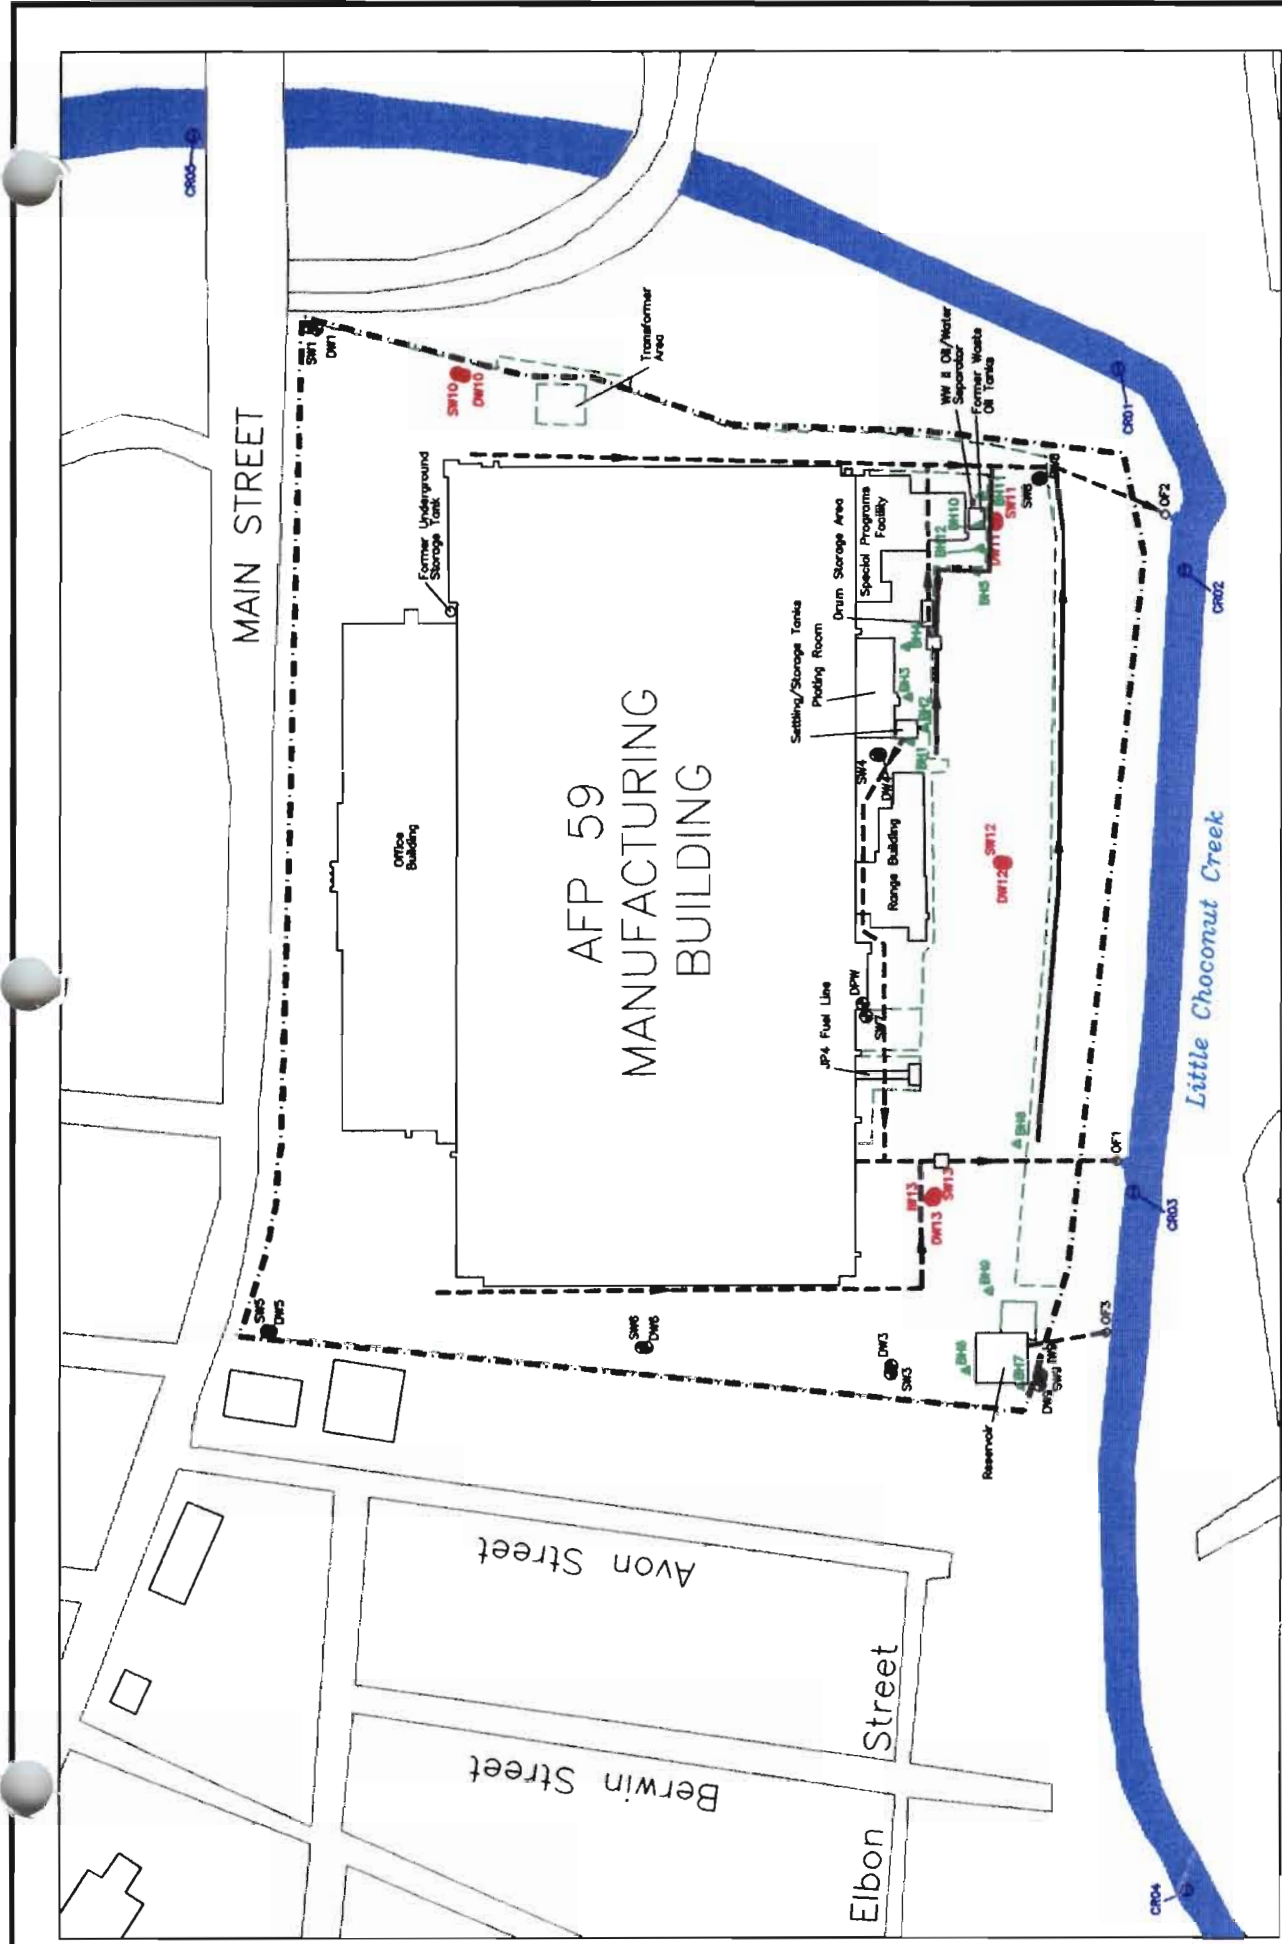 CR05
MAIN STREET
SW1
DW1
SW10
DW10
Transformer
Area
Former Underground
Storage Tank
Office
Building
AFP 59
MANUFACTURING
BUILDING
WW & Oil/Water
Separator
Former Waste
Oil Tanks
Drum Storage Area
Special Programs
Facility
Settling/Storage Tanks
Plating Room
BH12
BH10
BH11
SW11
DW11
BH5
SW8
DW8
BH4
BH3
BH2
BH1
SW4
DW4
Range Building
SW12
DW12
DPW
SW7
JP4 Fuel Line
BH8
SW13
DW13
BH9
BH6
BH7
SW5
DW5
SW6
DW6
DW3
SW3
DW9
SW9
Reservoir
OF1
OF2
OF3
CR01
CR02
CR03
CR04
Little Choconut Creek
Avon Street
Berwin Street
Elbon Street